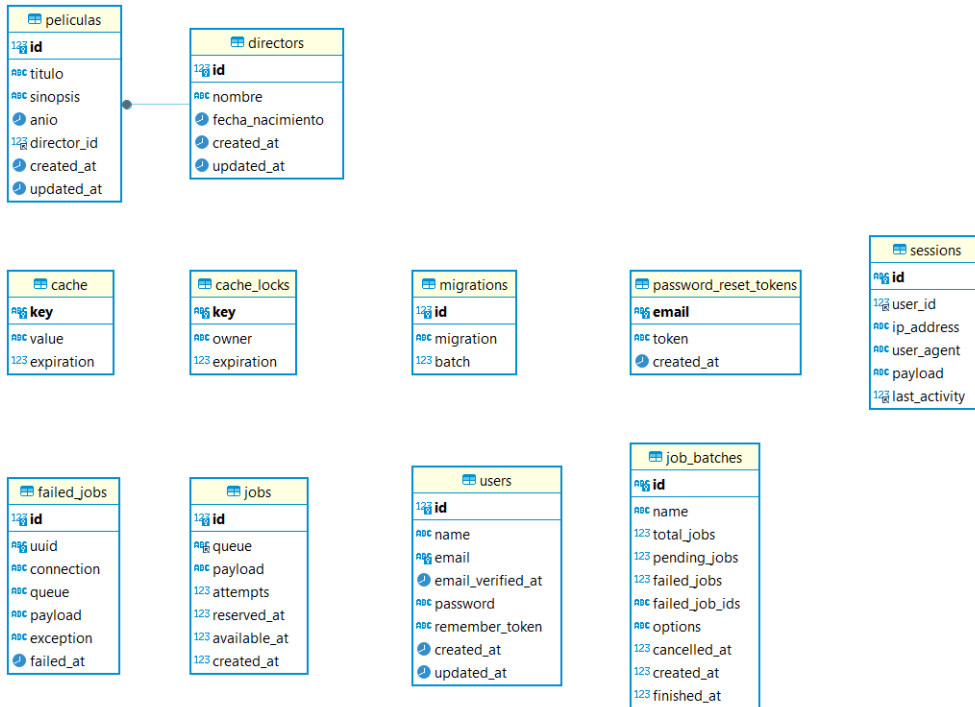 peliculas
id
titulo
sinopsis
anio
director_id
created_at
updated_at
directors
id
nombre
fecha_nacimiento
created_at
updated_at
cache
key
value
expiration
cache_locks
key
owner
expiration
migrations
id
migration
batch
password_reset_tokens
email
token
created_at
sessions
id
user_id
ip_address
user_agent
payload
last_activity
failed_jobs
id
uuid
connection
queue
payload
exception
failed_at
jobs
id
queue
payload
attempts
reserved_at
available_at
created_at
users
id
name
email
email_verified_at
password
remember_token
created_at
updated_at
job_batches
id
name
total_jobs
pending_jobs
failed_jobs
failed_job_ids
options
cancelled_at
created_at
finished_at